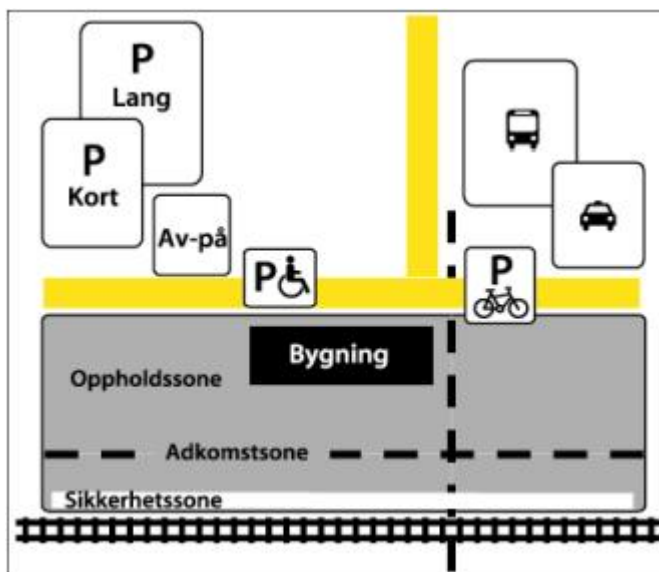 P
Lang
P
Kort
Av-på
P
P
Bygning
Oppholdssone
Adkomstsone
Sikkerhetssone